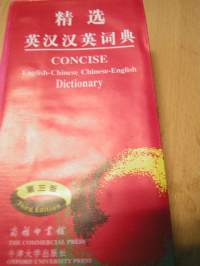 精选
英汉汉英词典
CONCISE
English-Chinese Chinese-English
Dictionary
第三版
Third Edition
商务印书馆
THE COMMERCIAL PRESS
牛津大学出版社
OXFORD UNIVERSITY PRESS